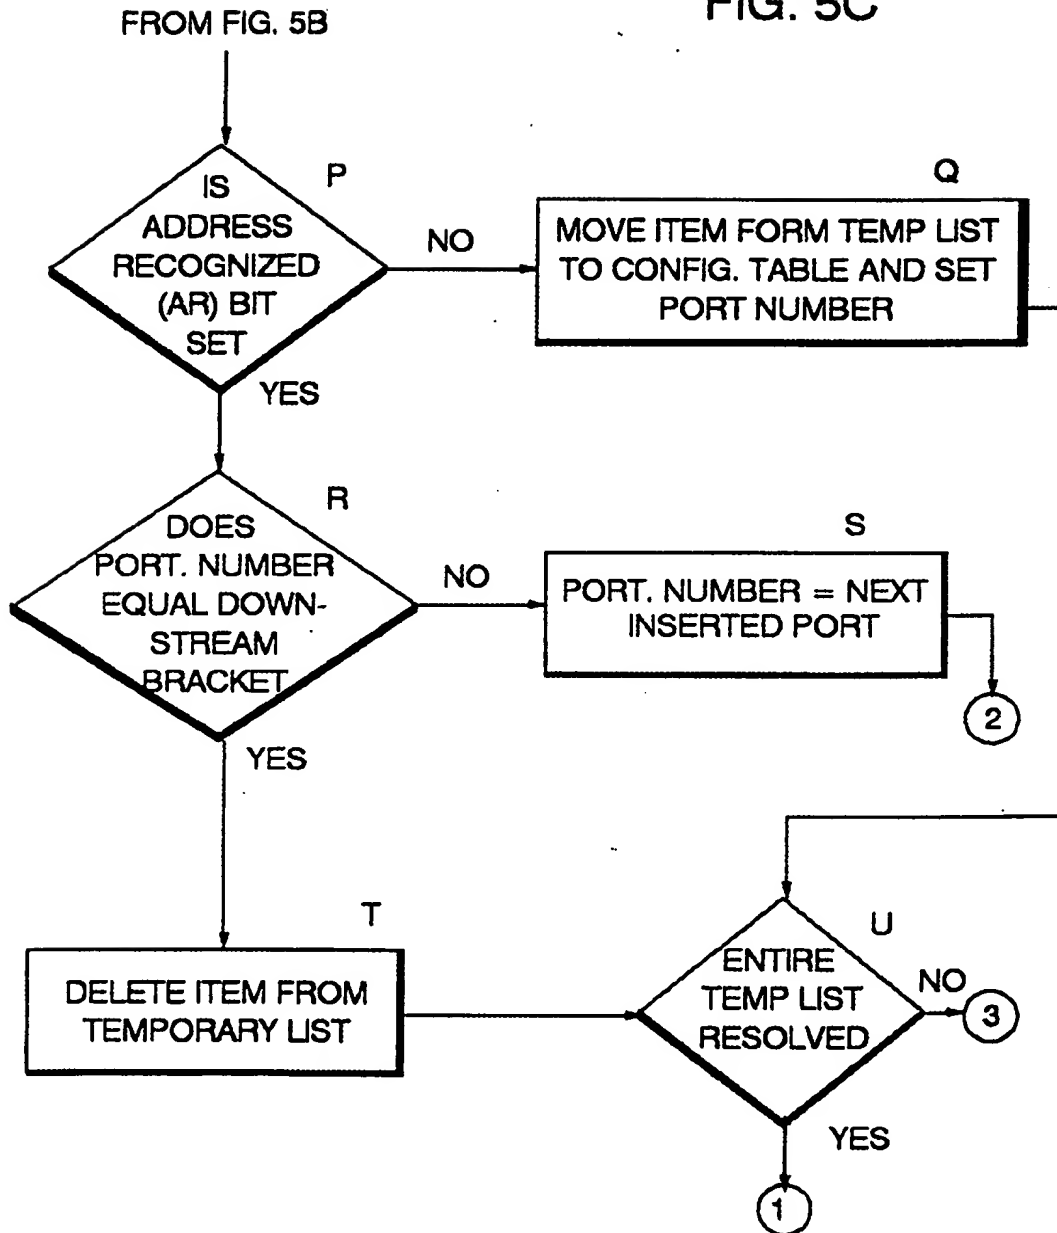 FROM FIG. 5B
FIG. 5C
P
IS
ADDRESS
RECOGNIZED
(AR) BIT
SET
NO
YES
Q
MOVE ITEM FORM TEMP LIST
TO CONFIG. TABLE AND SET
PORT NUMBER
R
DOES
PORT. NUMBER
EQUAL DOWN-
STREAM
BRACKET
NO
YES
S
PORT. NUMBER = NEXT
INSERTED PORT
2
T
DELETE ITEM FROM
TEMPORARY LIST
U
ENTIRE
TEMP LIST
RESOLVED
NO
3
YES
1